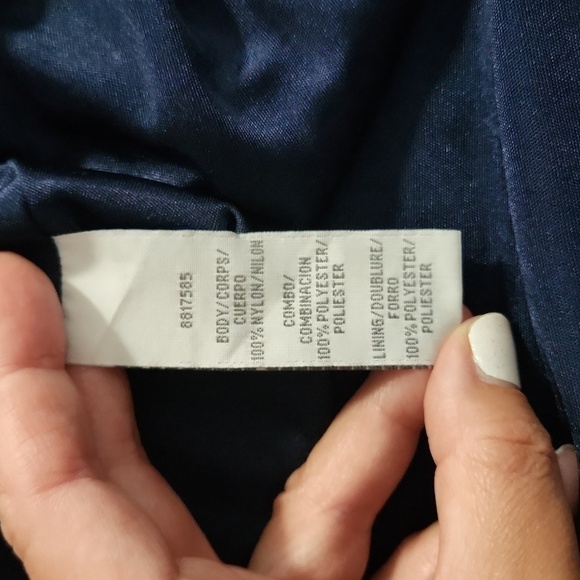 8817585
BODY/CORPS/
CUERPO
100% NYLON/NILON
COMBO/
COMBINACION
100% POLYESTER/
POLIESTER
LINING/DOUBLURE/
FORRO
100% POLYESTER/
POLIESTER